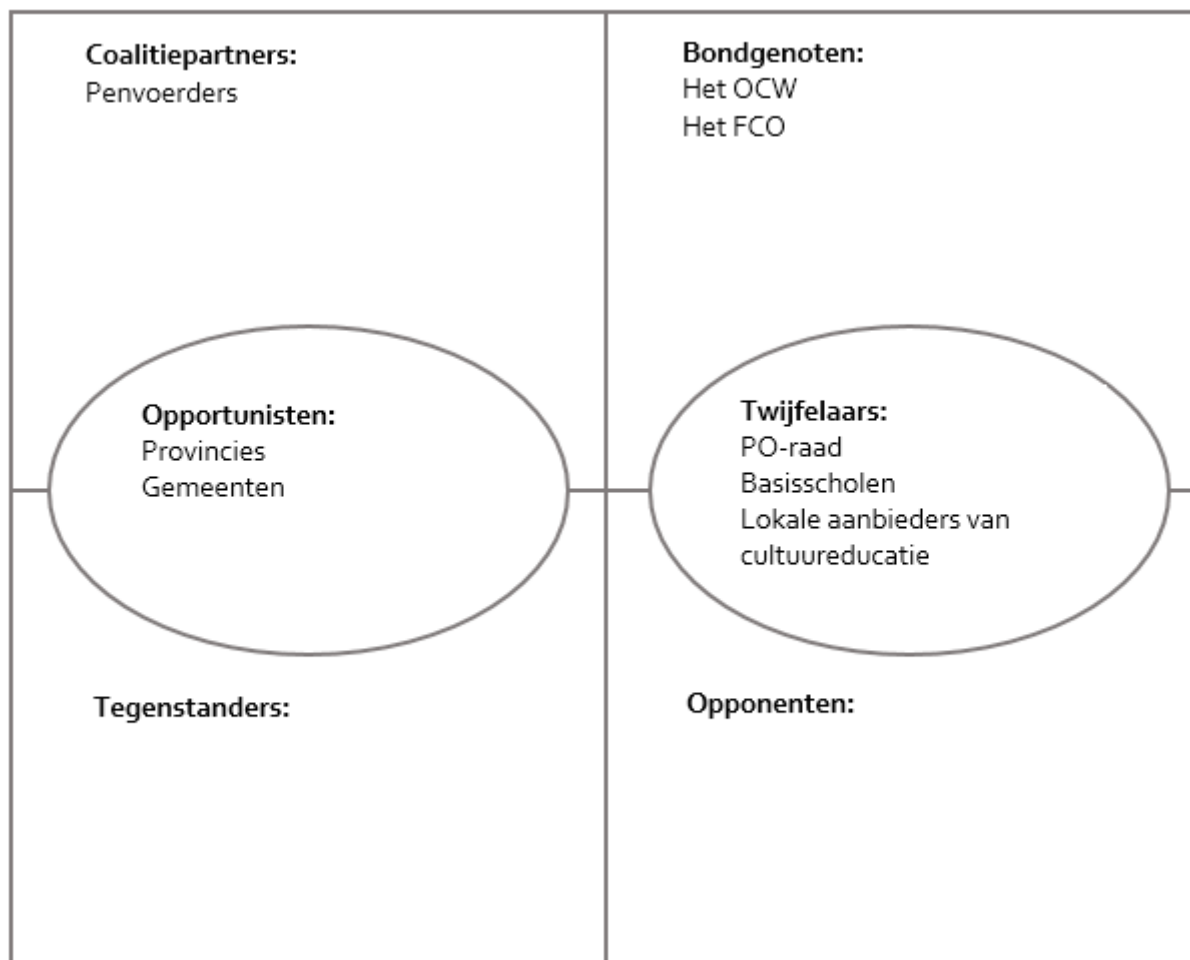 Coalitiepartners:
Penvoerders
Bondgenoten:
Het OCW
Het FCO
Opportunisten:
Provincies
Gemeenten
Twijfelaars:
PO-raad
Basisscholen
Lokale aanbieders van
cultuureducatie
Tegenstanders:
Opponenten: